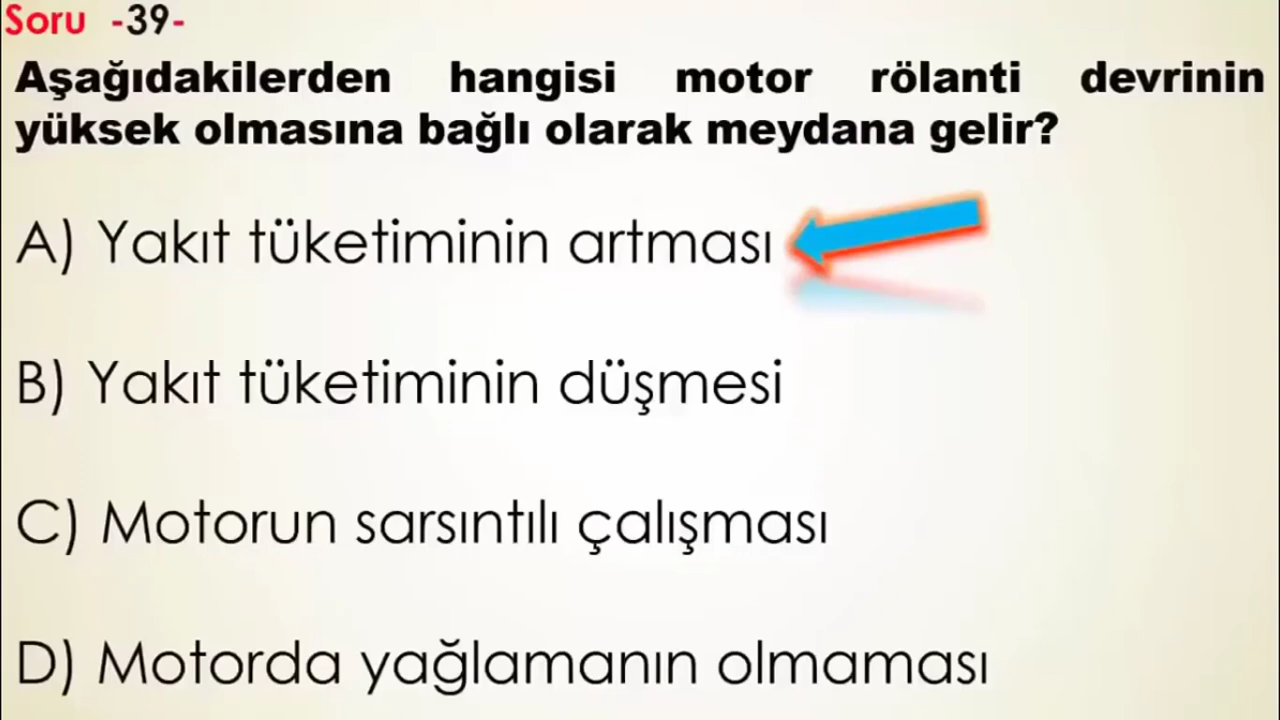 Soru -39-
Aşağıdakilerden hangisi motor rölanti devrinin
yüksek olmasına bağlı olarak meydana gelir?
A) Yakıt tüketiminin artması
B) Yakıt tüketiminin düşmesi
C) Motorun sarsıntılı çalışması
D) Motorda yağlamanın olmaması